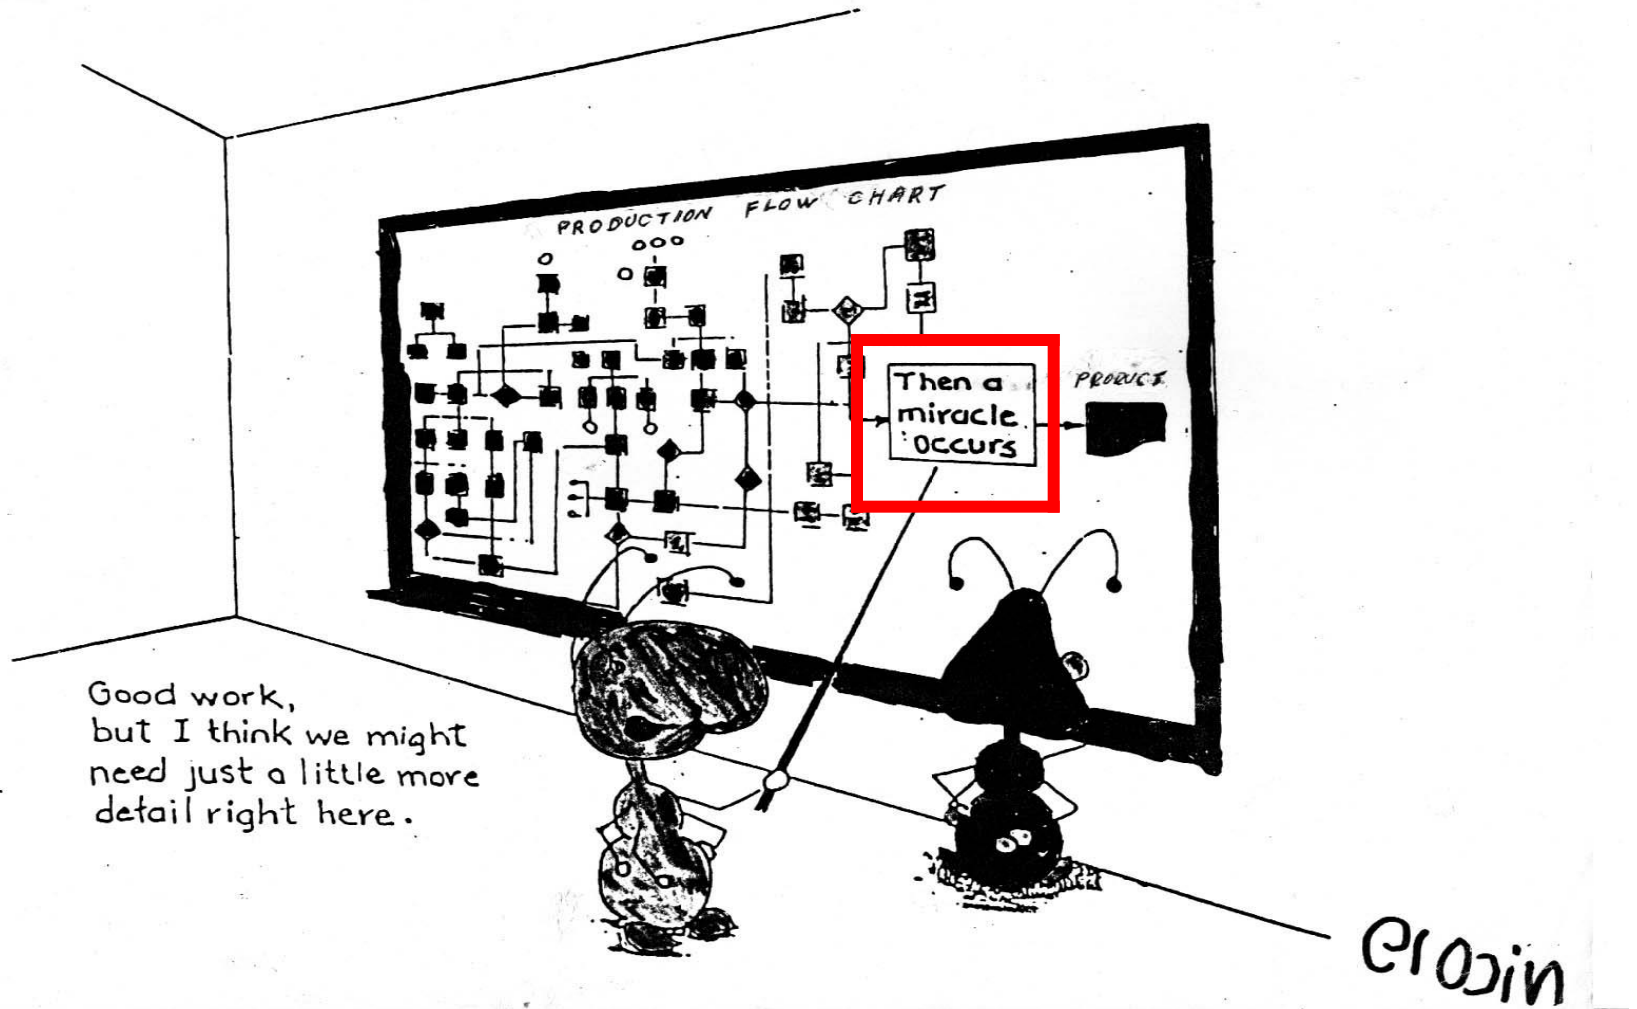 PRODUCTION FLOW CHART
Then a
miracle
occurs
PRODUCT
Good work,
but I think we might
need just a little more
detail right here.